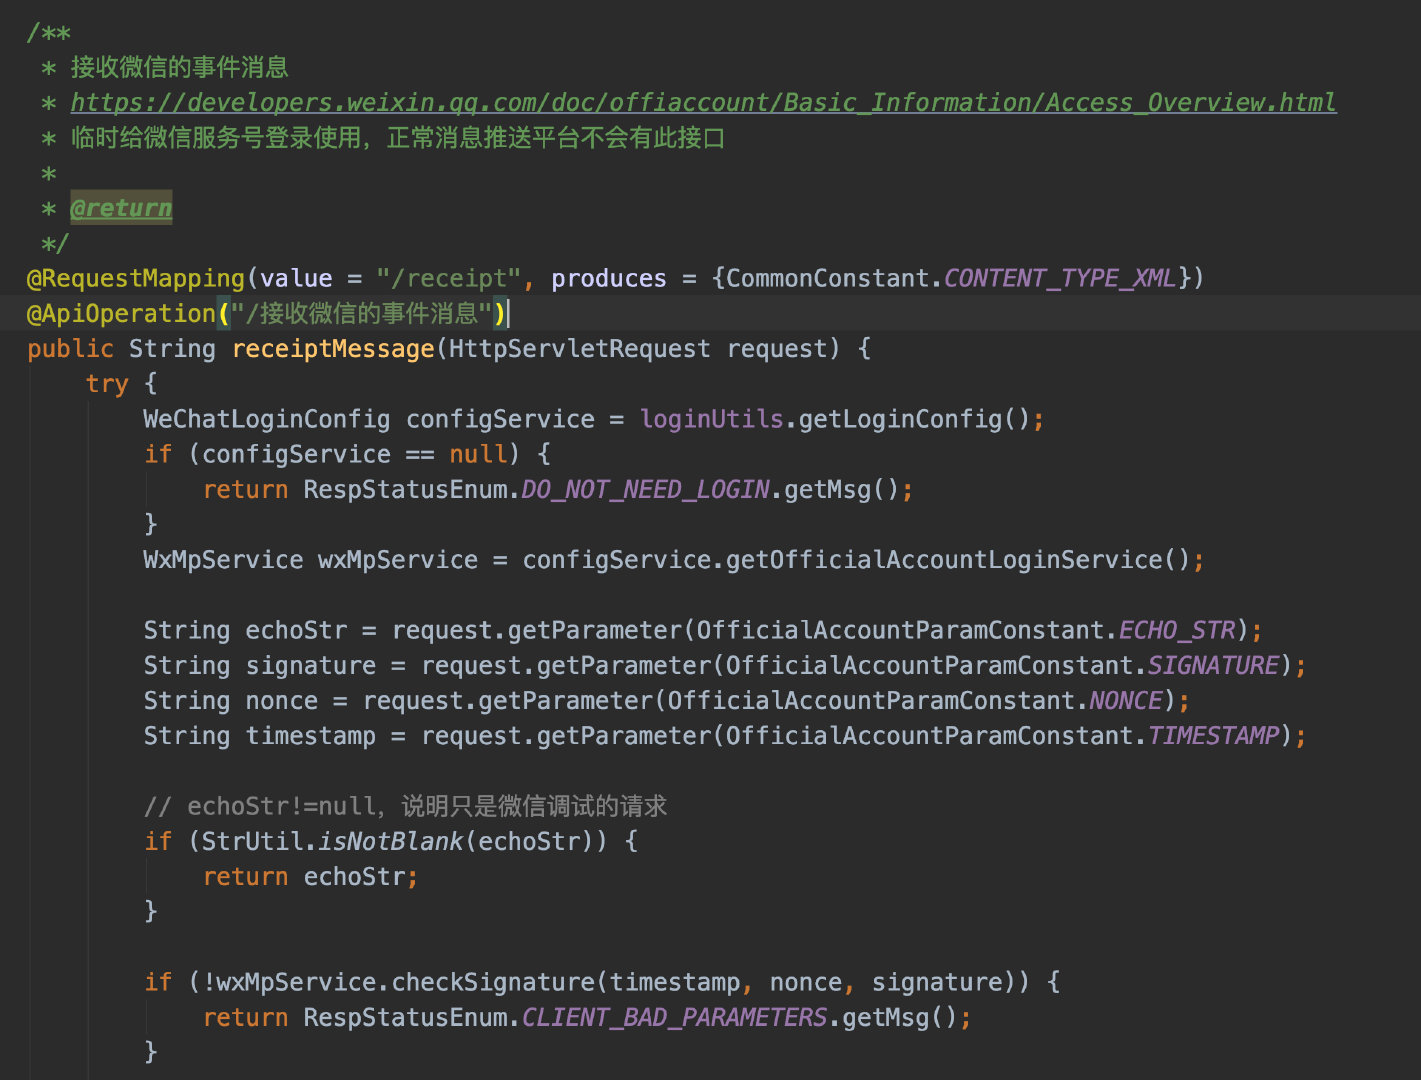 /**
 * 接收微信的事件消息
 * https://developers.weixin.qq.com/doc/offiaccount/Basic_Information/Access_Overview.html
 * 临时给微信服务号登录使用，正常消息推送平台不会有此接口
 *
 * @return
 */
@RequestMapping(value = "/receipt", produces = {CommonConstant.CONTENT_TYPE_XML})
@ApiOperation("/接收微信的事件消息")
public String receiptMessage(HttpServletRequest request) {
    try {
        WeChatLoginConfig configService = loginUtils.getLoginConfig();
        if (configService == null) {
            return RespStatusEnum.DO_NOT_NEED_LOGIN.getMsg();
        }
        WxMpService wxMpService = configService.getOfficialAccountLoginService();

        String echoStr = request.getParameter(OfficialAccountParamConstant.ECHO_STR);
        String signature = request.getParameter(OfficialAccountParamConstant.SIGNATURE);
        String nonce = request.getParameter(OfficialAccountParamConstant.NONCE);
        String timestamp = request.getParameter(OfficialAccountParamConstant.TIMESTAMP);

        // echoStr!=null，说明只是微信调试的请求
        if (StrUtil.isNotBlank(echoStr)) {
            return echoStr;
        }

        if (!wxMpService.checkSignature(timestamp, nonce, signature)) {
            return RespStatusEnum.CLIENT_BAD_PARAMETERS.getMsg();
        }